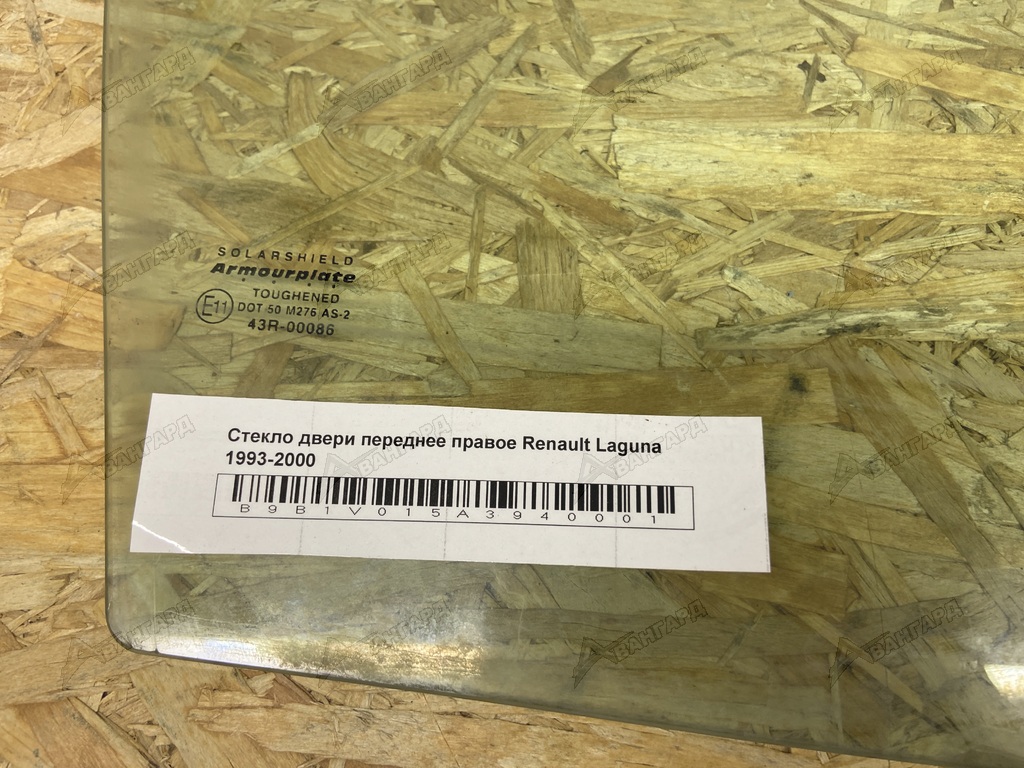 SOLARSHIELD
Armourplate
TOUGHENED
E11 DOT 50 M276 AS-2
43R-00086
Стекло двери переднее правое Renault Laguna
1993-2000
B9B1V015A3940001
АВАНГАРД